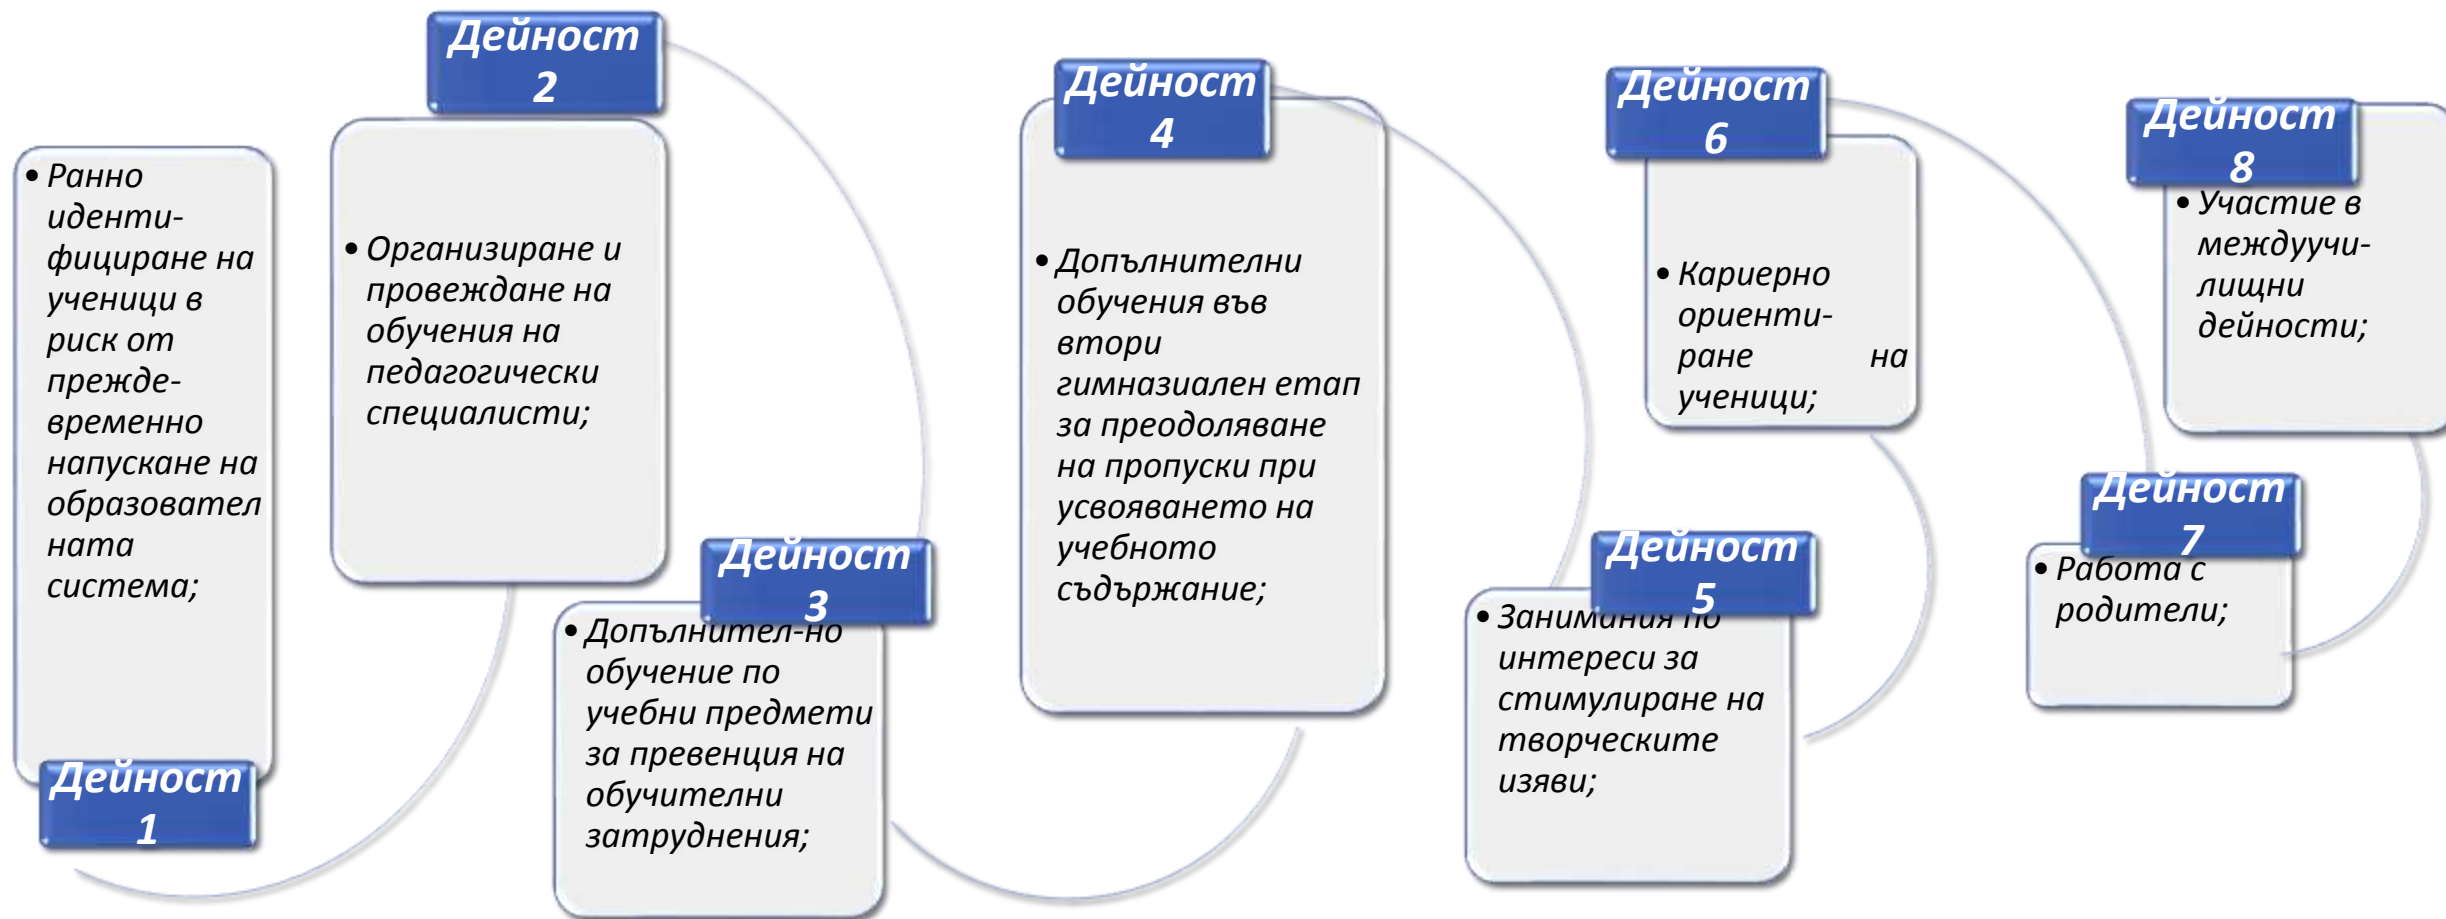 Дейност
1
• Ранно
иденти-
фициране на
ученици в
риск от
прежде-
временно
напускане на
образовател
ната
система;
Дейност
2
• Организиране и
провеждане на
обучения на
педагогически
специалисти;
Дейност
3
• Допълнител-но
обучение по
учебни предмети
за превенция на
обучителни
затруднения;
Дейност
4
• Допълнителни
обучения във
втори
гимназиален етап
за преодоляване
на пропуски при
усвояването на
учебното
съдържание;
Дейност
5
• Занимания по
интереси за
стимулиране на
творческите
изяви;
Дейност
6
• Кариерно
ориенти-
ране на
ученици;
Дейност
7
• Работа с
родители;
Дейност
8
• Участие в
междуучи-
лищни
дейности;